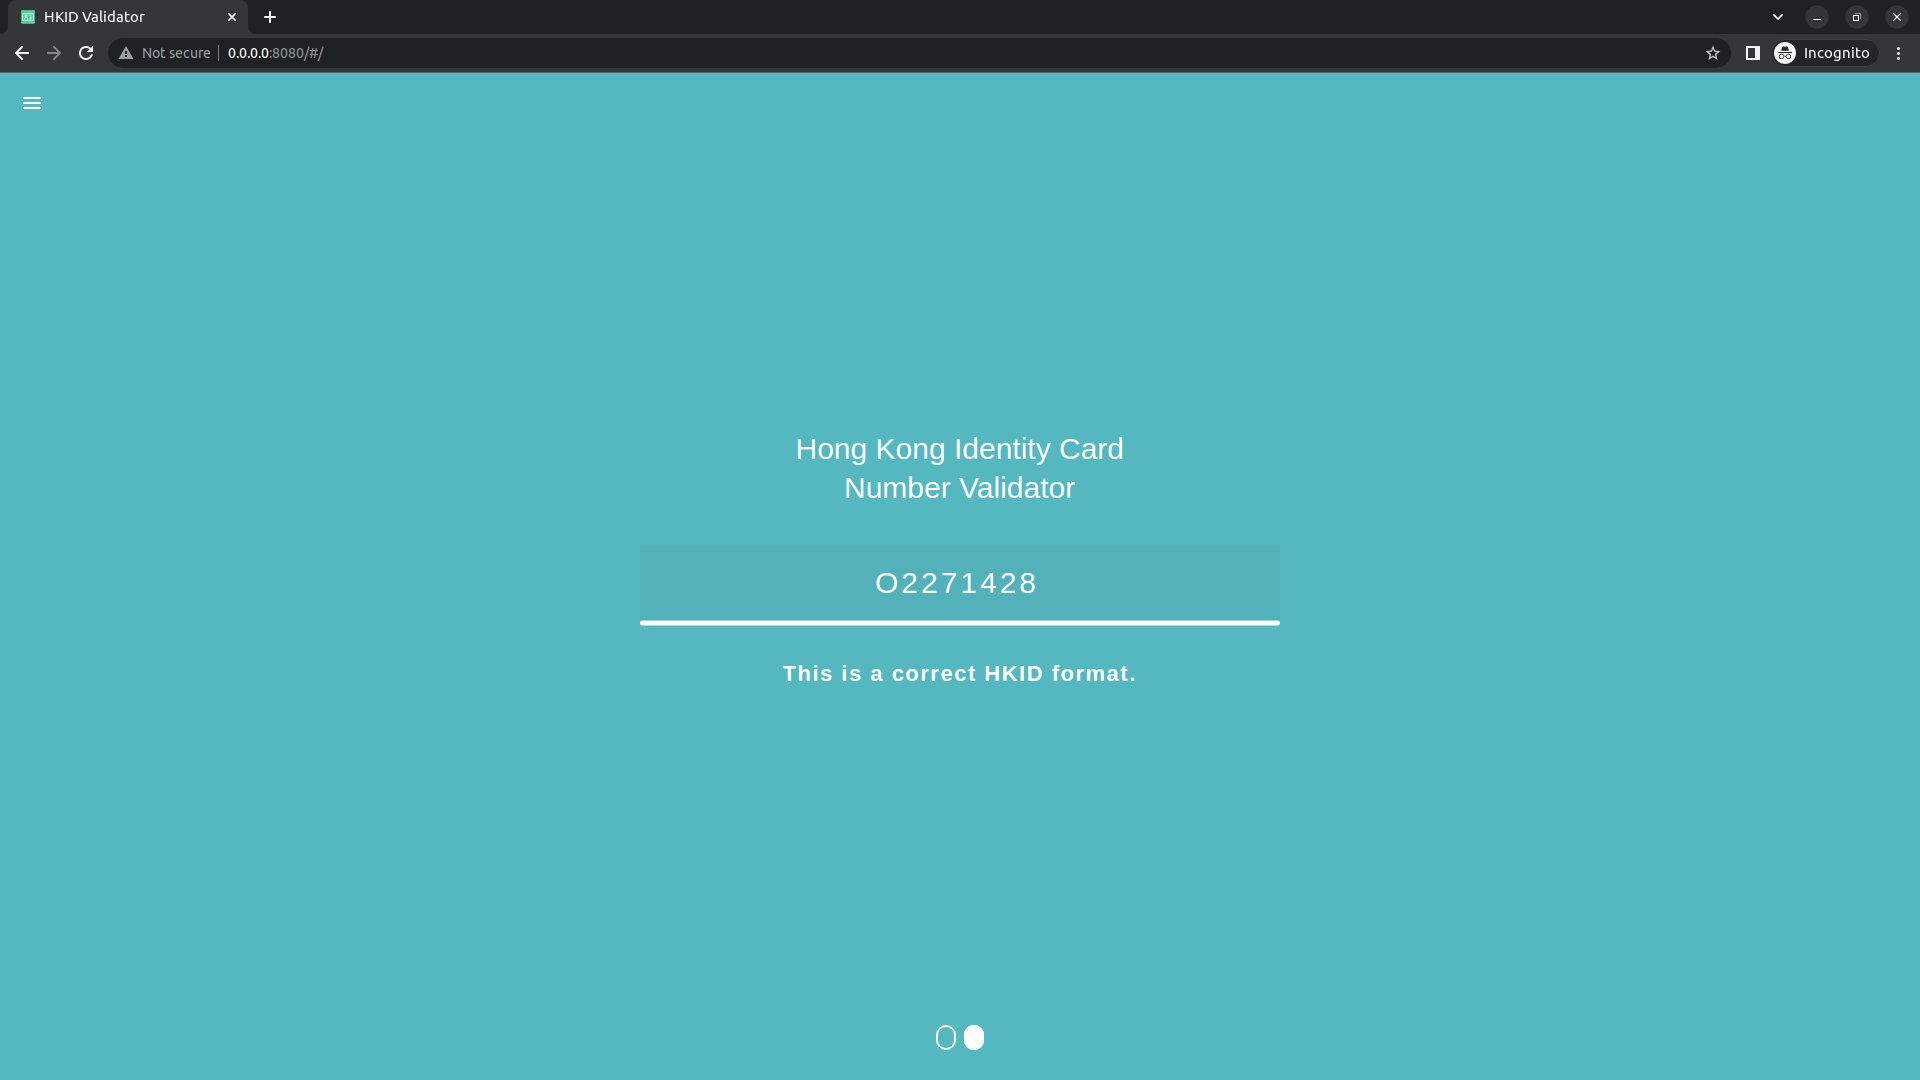 HKID Validator
Not secure
0.0.0.0:8080/#/
Incognito
Hong Kong Identity Card
Number Validator
O2271428
This is a correct HKID format.